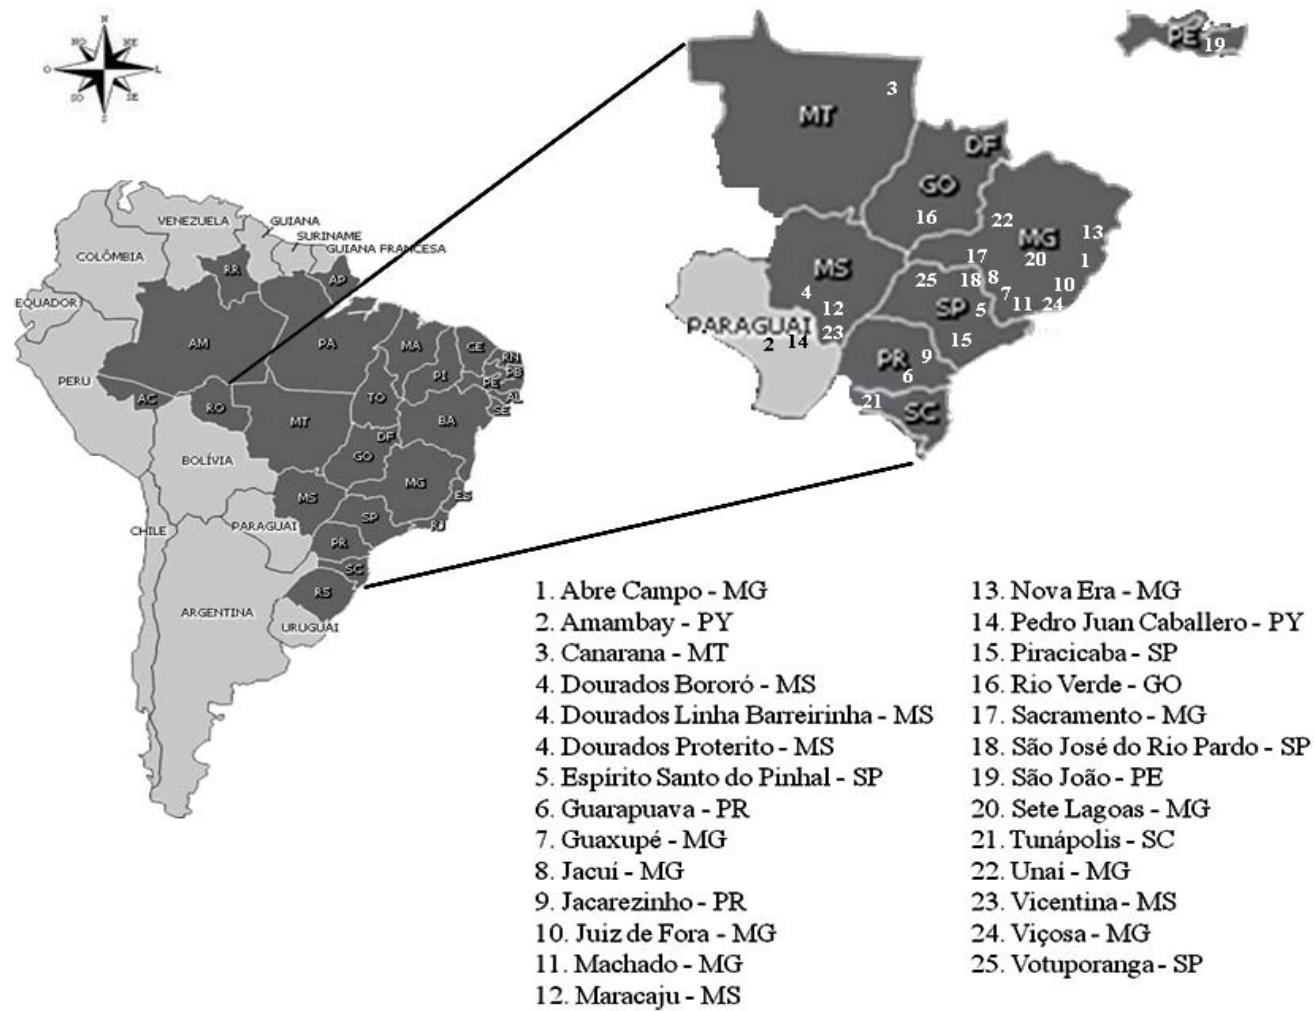 N
NO
NE
O
L
SO
SE
S
VENEZUELA
GUIANA
SURINAME
GUIANA FRANCESA
COLÔMBIA
RR
AP
EQUADOR
AM
PA
MA
CE
RN
PERU
PI
PB
PE
AC
RO
TO
AL
SE
MT
BA
DF
GO
BOLÍVIA
MG
MS
ES
SP
RJ
CHILE
PARAGUAI
PR
SC
RS
ARGENTINA
URUGUAI
PE
19
3
MT
DF
GO
16
22
13
MG
17
20
1
MS
25
18
8
10
4
7
12
SP
5
11
24
PARAGUAI
23
2
14
15
PR
9
6
21
SC
1. Abre Campo - MG
2. Amambay - PY
3. Canarana - MT
4. Dourados Bororó - MS
4. Dourados Linha Barreirinha - MS
4. Dourados Proterito - MS
5. Espírito Santo do Pinhal - SP
6. Guarapuava - PR
7. Guaxupé - MG
8. Jacuí - MG
9. Jacarezinho - PR
10. Juiz de Fora - MG
11. Machado - MG
12. Maracaju - MS
13. Nova Era - MG
14. Pedro Juan Caballero - PY
15. Piracicaba - SP
16. Rio Verde - GO
17. Sacramento - MG
18. São José do Rio Pardo - SP
19. São João - PE
20. Sete Lagoas - MG
21. Tunápolis - SC
22. Unaí - MG
23. Vicentina - MS
24. Viçosa - MG
25. Votuporanga - SP